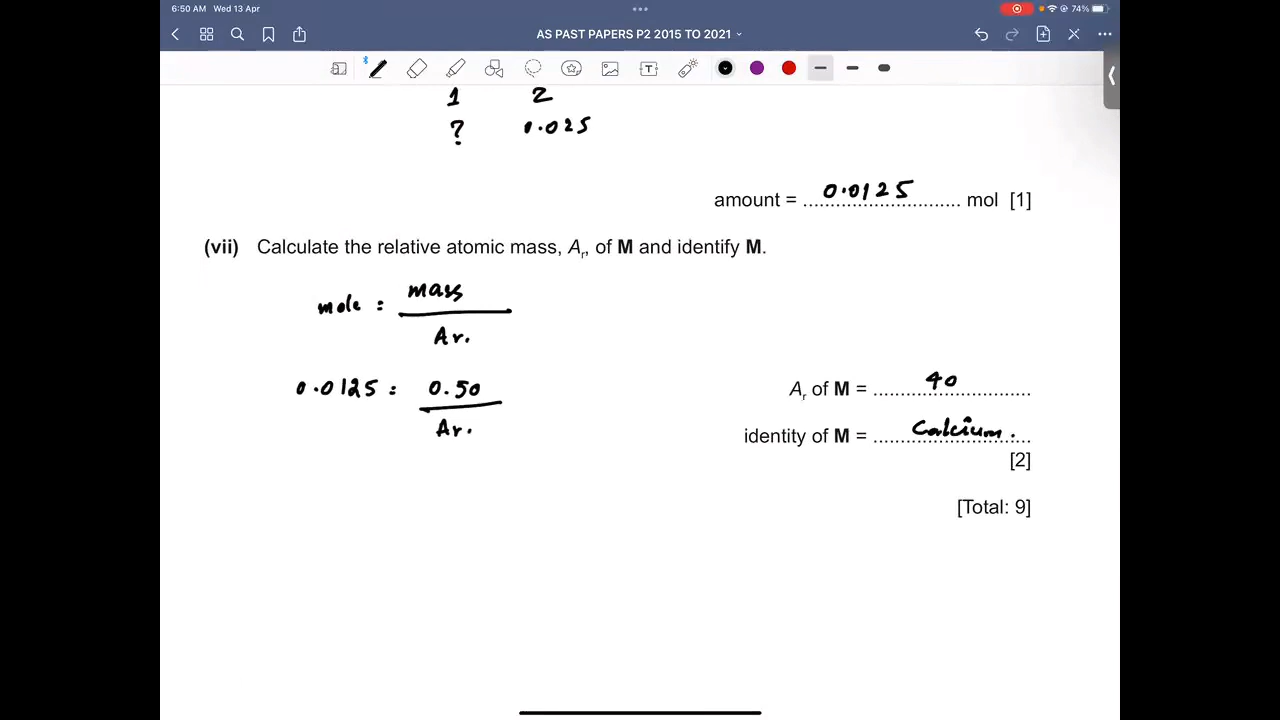 6:50 AM Wed 13 Apr
74%
AS PAST PAPERS P2 2015 TO 2021
1 2
? 0.025
amount = 0.0125 mol [1]
(vii) Calculate the relative atomic mass, Ar, of M and identify M.
mole = mass
Ar.
0.0125 = 0.50
Ar.
Ar of M = 40
identity of M = Calcium.
[2]
[Total: 9]